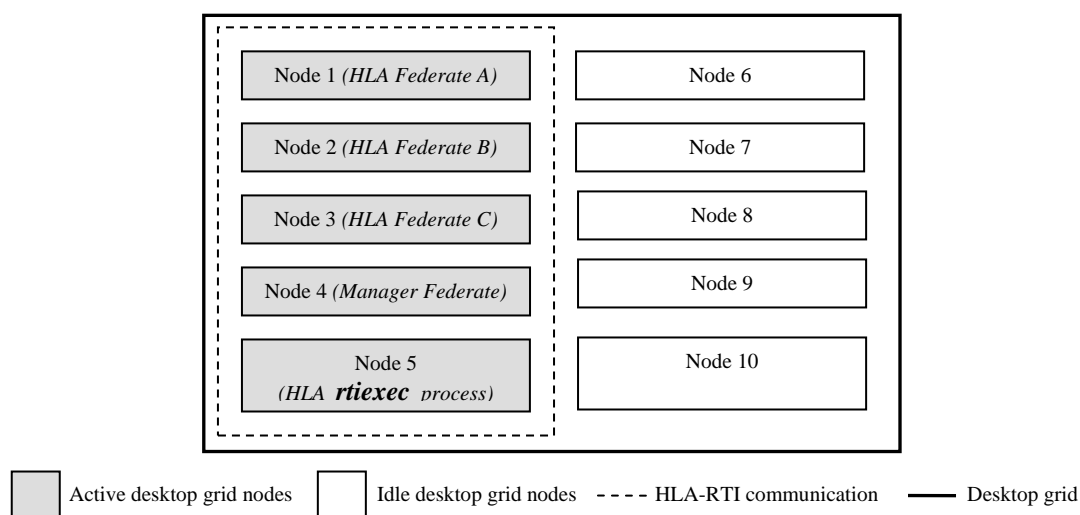 Node 1 (HLA Federate A)
Node 6
Node 2 (HLA Federate B)
Node 7
Node 3 (HLA Federate C)
Node 8
Node 4 (Manager Federate)
Node 9
Node 5
(HLA rtiexec process)
Node 10
Active desktop grid nodes
Idle desktop grid nodes
HLA-RTI communication
Desktop grid